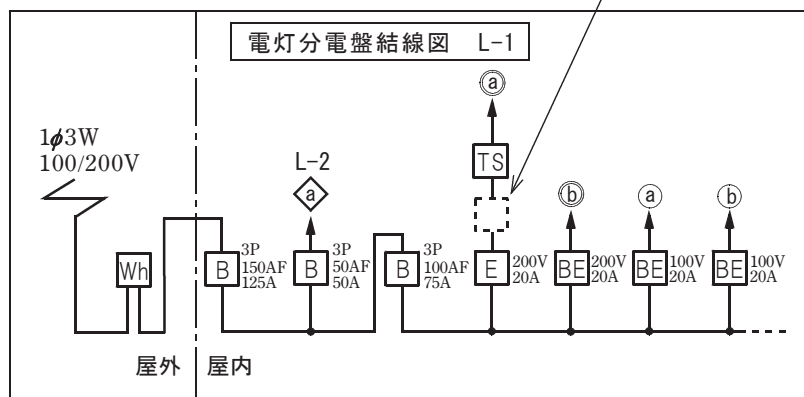 電灯分電盤結線図 L-1
ⓐ
1φ3W
100/200V
TS
L-2
a
ⓑ
ⓐ
ⓑ
Wh
B
3P
150AF
125A
B
3P
50AF
50A
B
3P
100AF
75A
E
200V
20A
BE
200V
20A
BE
100V
20A
BE
100V
20A
屋外
屋内